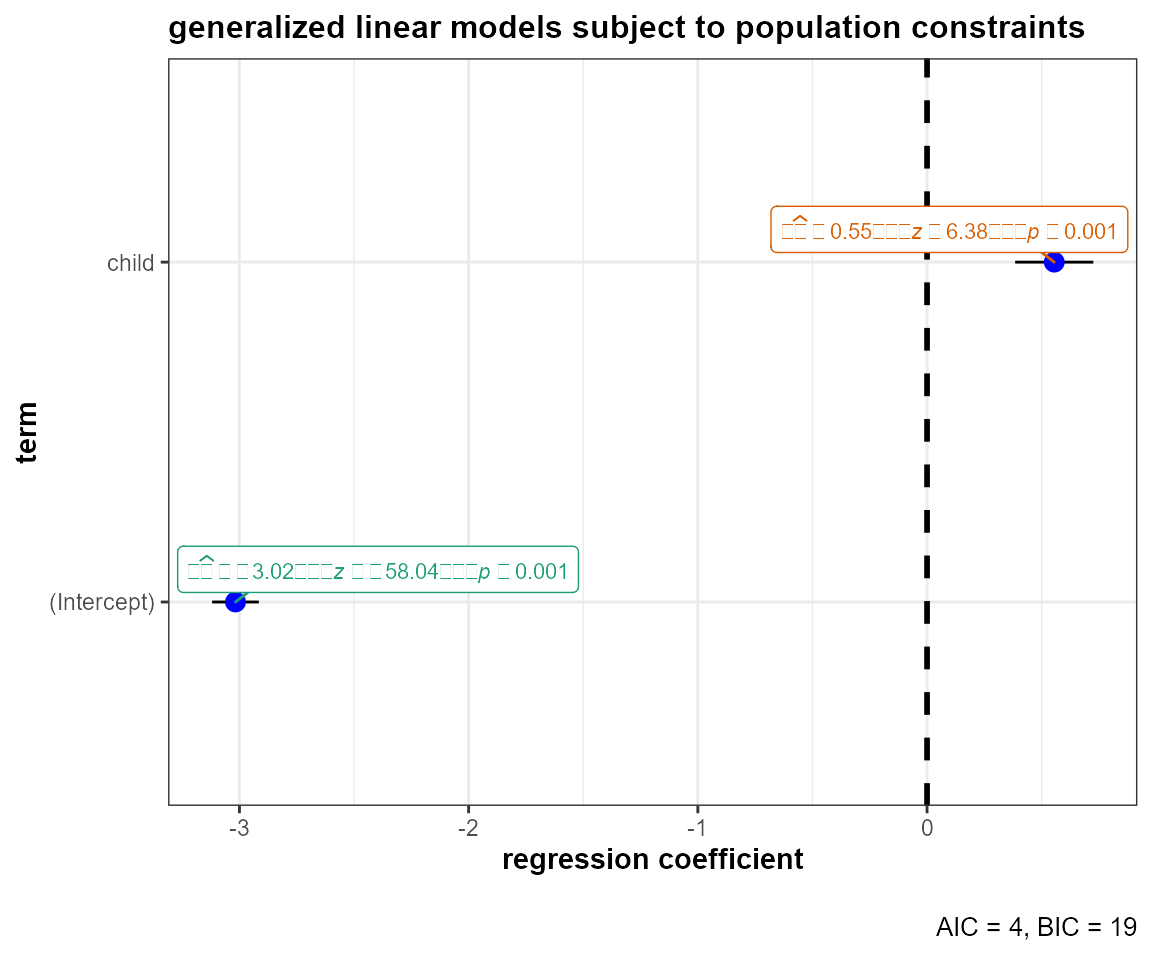 generalized linear models subject to population constraints
term
child
(Intercept)
□□ □ 0.55□□□z □ 6.38□□□p □ 0.001
□□ □ □3.02□□□z □ □58.04□□□p □ 0.001
-3 -2 -1 0
regression coefficient
AIC = 4, BIC = 19